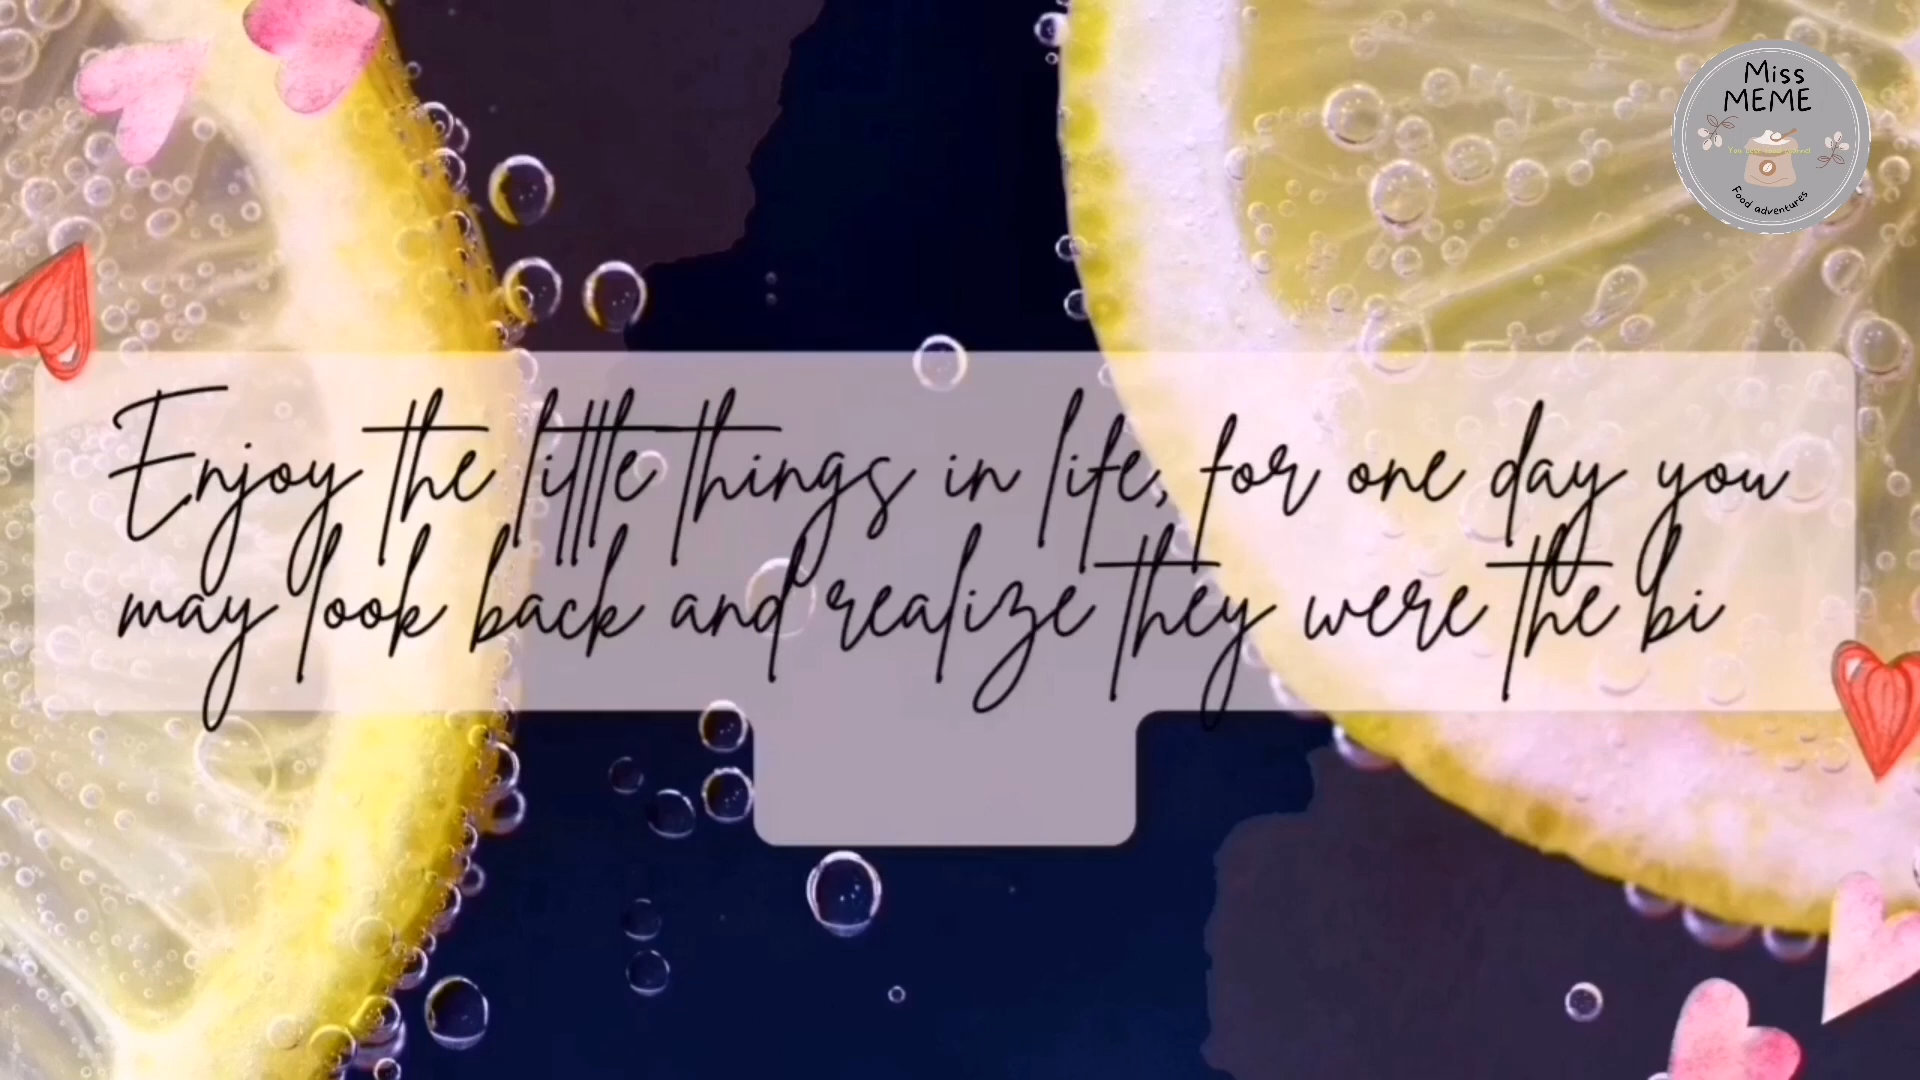 Miss
MEME
Food adventures
Enjoy the little things in life, for one day you
may look back and realize they were the bi